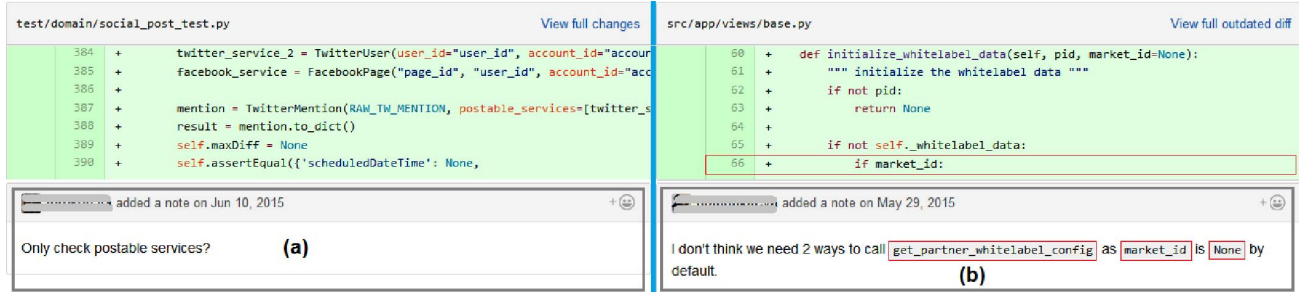 test/domain/social_post_test.py View full changes
384 + twitter_service_2 = TwitterUser(user_id="user_id", account_id="accour
385 + facebook_service = FacebookPage("page_id", "user_id", account_id="acc
386 +
387 + mention = TwitterMention(RAW_TW_MENTION, postable_services=[twitter_s
388 + result = mention.to_dict()
389 + self.maxDiff = None
390 + self.assertEqual({'scheduledDateTime': None,
added a note on Jun 10, 2015
Only check postable services? (a)
src/app/views/base.py View full outdated diff
60 + def initialize_whitelabel_data(self, pid, market_id=None):
61 + """ initialize the whitelabel data """
62 + if not pid:
63 + return None
64 +
65 + if not self._whitelabel_data:
66 + if market_id:
added a note on May 29, 2015
I don't think we need 2 ways to call get_partner_whitelabel_config as market_id is None by
default.
(b)